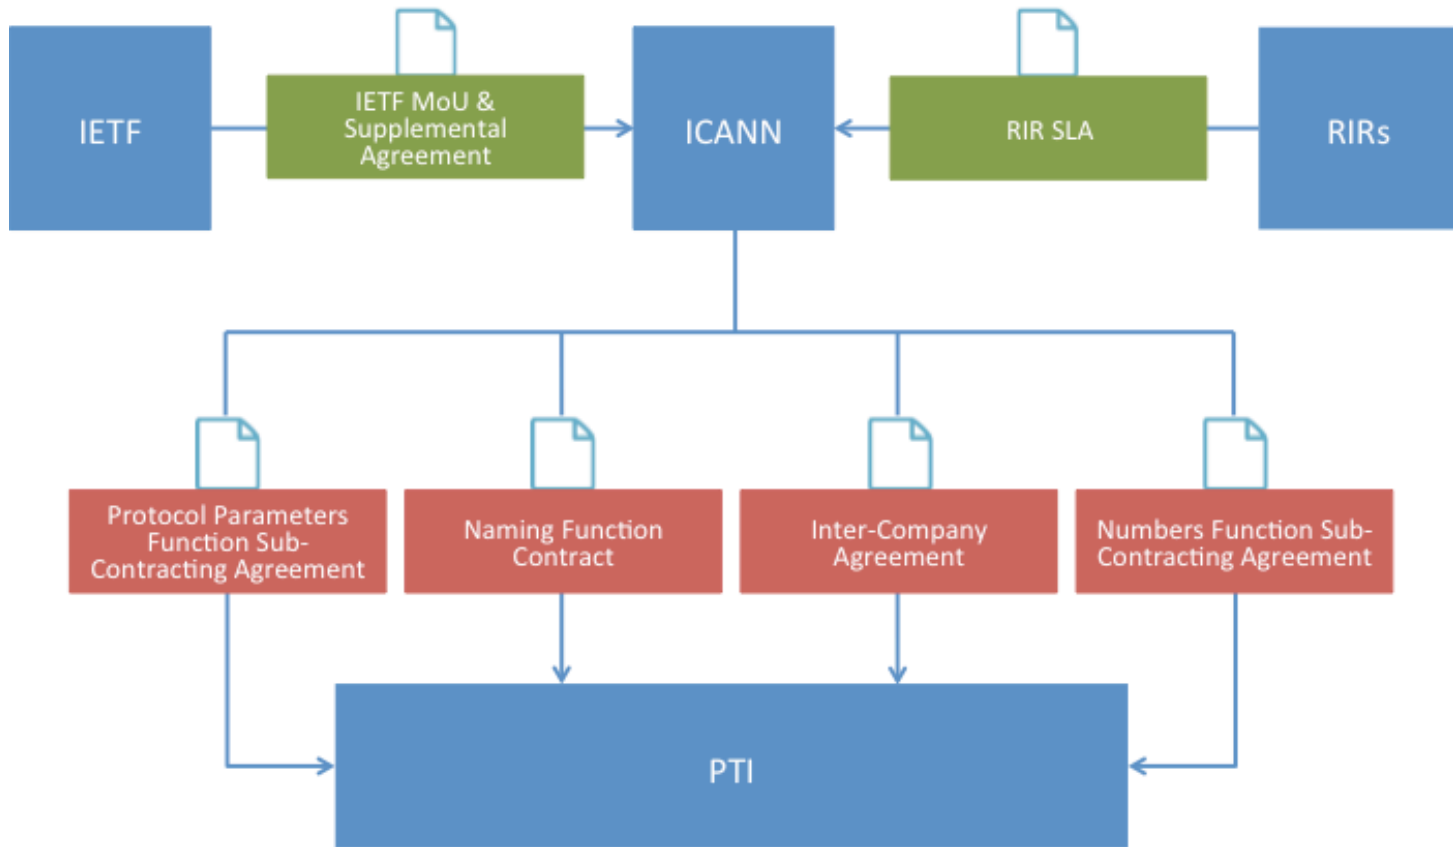 IETF
IETF MoU &
Supplemental
Agreement
ICANN
RIR SLA
RIRs
Protocol Parameters
Function Sub-
Contracting Agreement
Naming Function
Contract
Inter-Company
Agreement
Numbers Function Sub-
Contracting Agreement
PTI